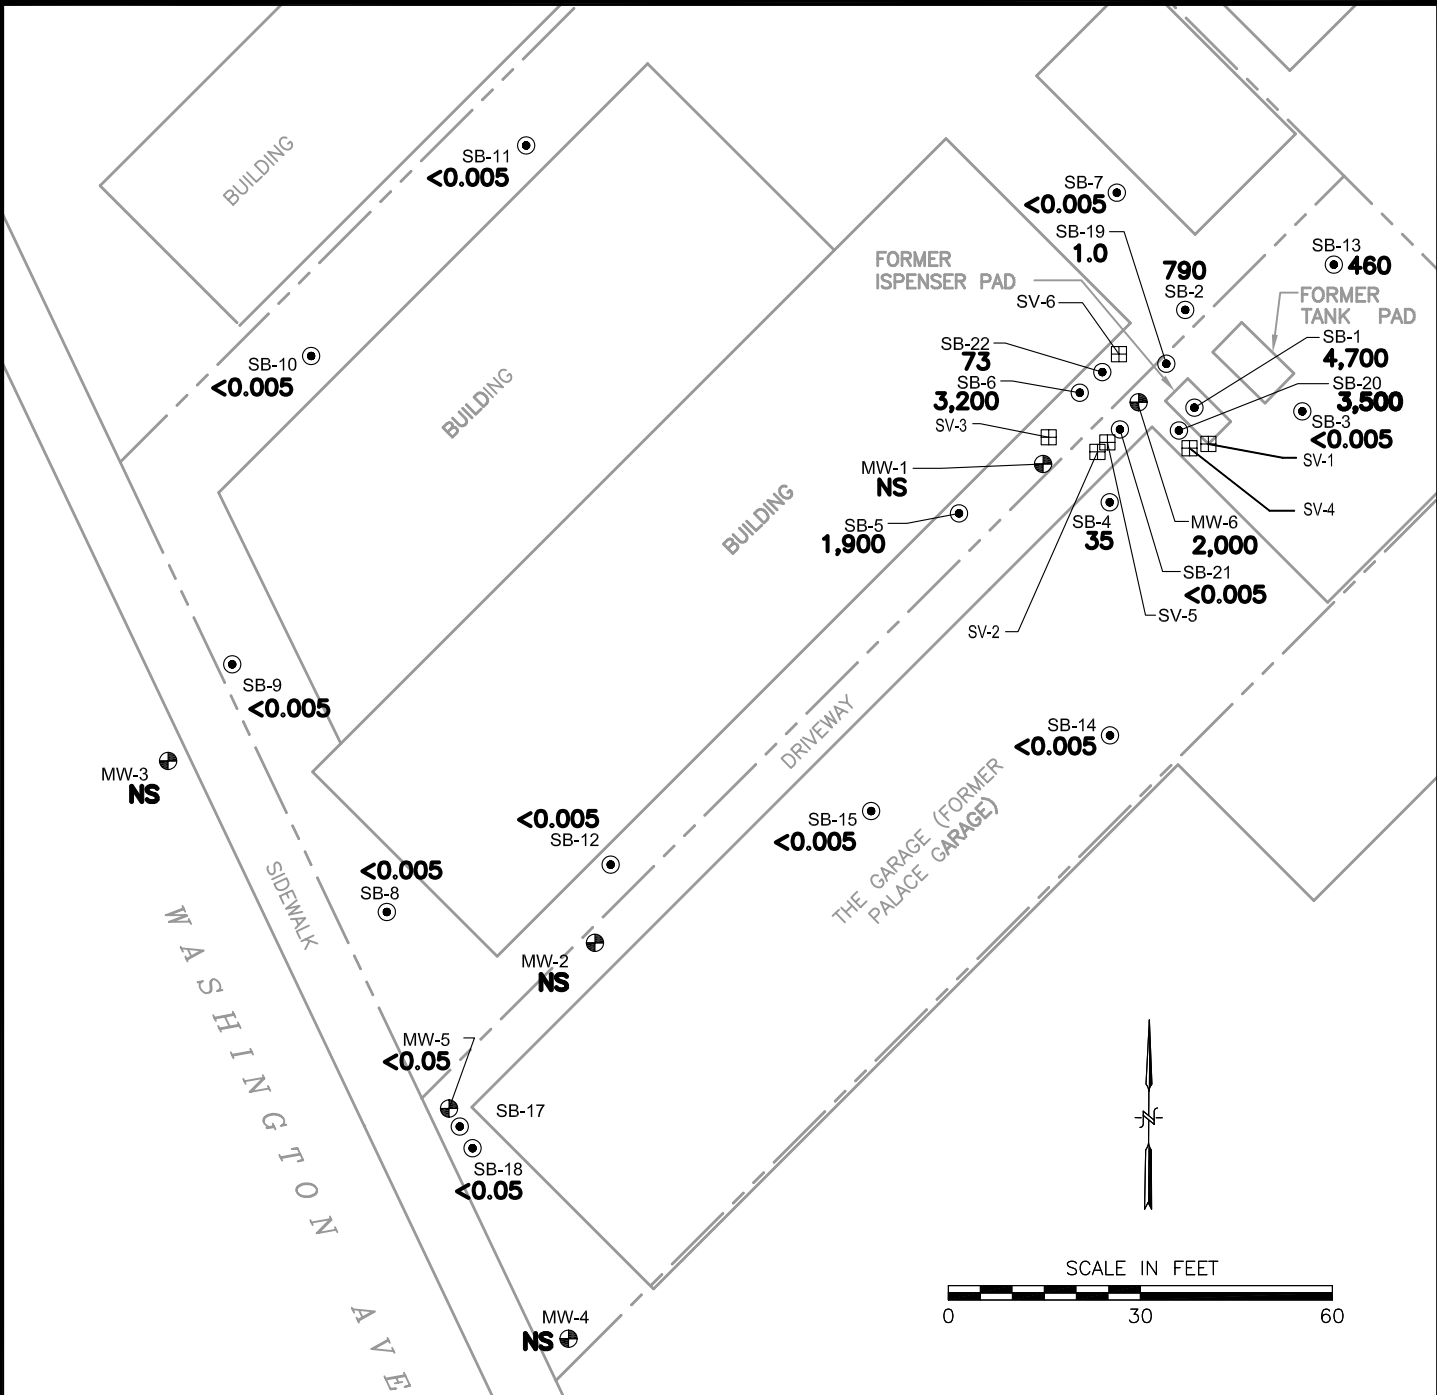 BUILDING
SB-11
<0.005
SB-7
<0.005
SB-19
1.0
790
SB-2
SB-13
460
FORMER
ISPENSER PAD
SV-6
FORMER
TANK PAD
SB-1
4,700
SB-22
73
SB-6
3,200
SB-20
3,500
SB-3
<0.005
SB-10
<0.005
BUILDING
SV-3
MW-1
NS
SV-1
SV-4
BUILDING
SB-5
1,900
SB-4
35
MW-6
2,000
SB-21
<0.005
SV-5
SV-2
SB-9
<0.005
MW-3
NS
DRIVEWAY
SB-14
<0.005
<0.005
SB-12
SB-15
<0.005
THE GARAGE (FORMER
PALACE GARAGE)
<0.005
SB-8
SIDEWALK
WASHINGTON AVE
MW-2
NS
MW-5
<0.05
SB-17
SB-18
<0.05
N
SCALE IN FEET
0 30 60
MW-4
NS